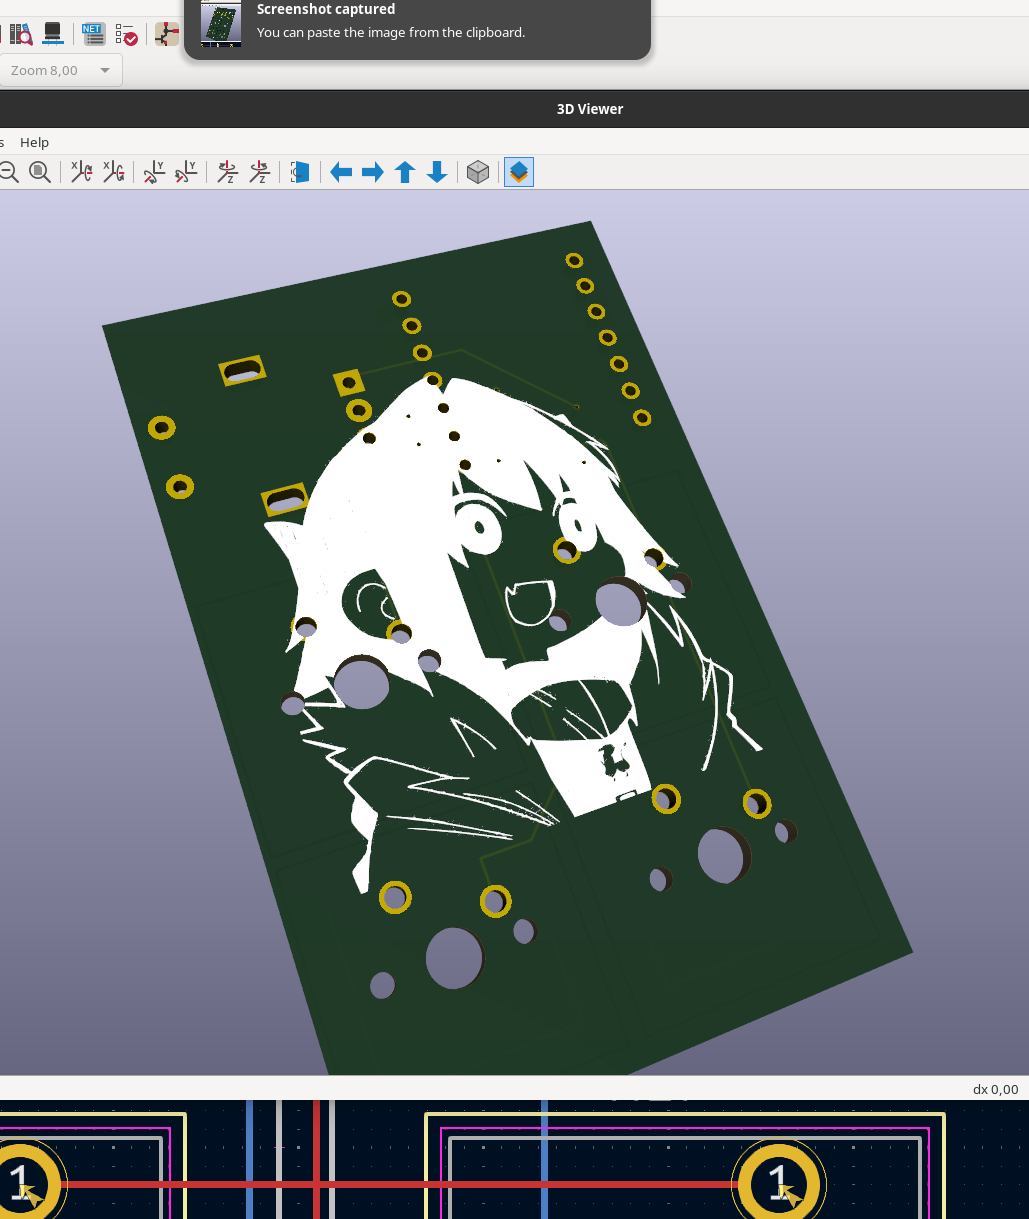 Screenshot captured
You can paste the image from the clipboard.
NET
Zoom 8,00
3D Viewer
s Help
X X Y Y Z Z
dx 0,00
1 1